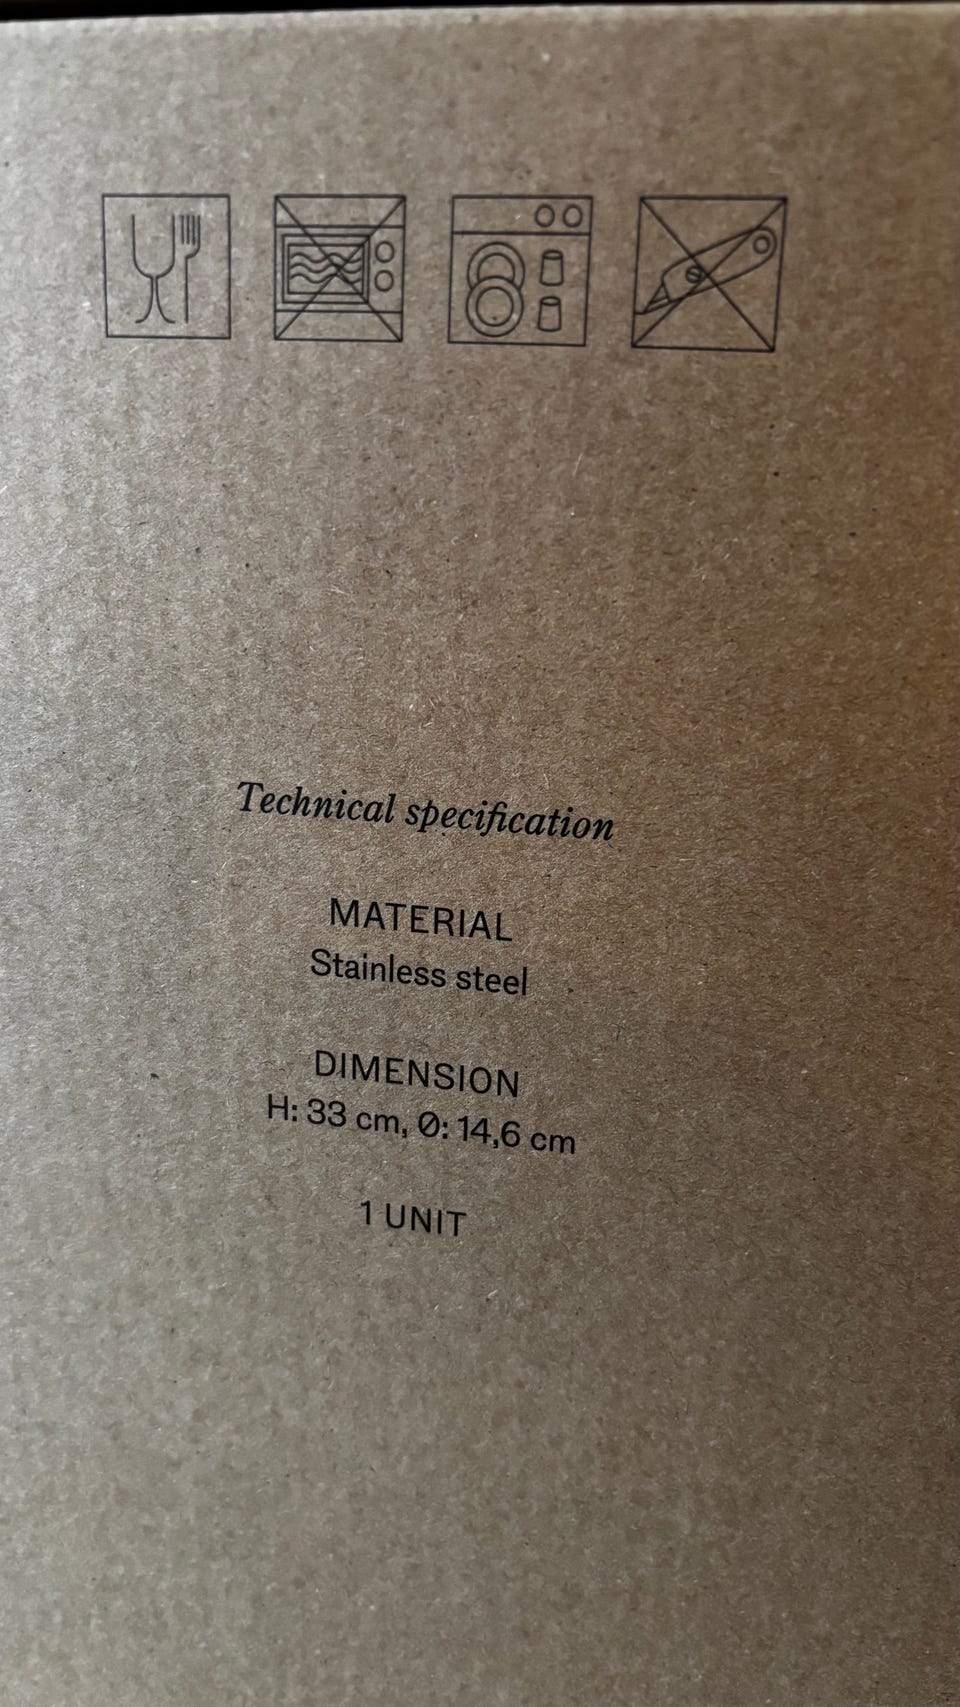 Technical specification
MATERIAL
Stainless steel
DIMENSION
H: 33 cm, Ø: 14,6 cm
1 UNIT